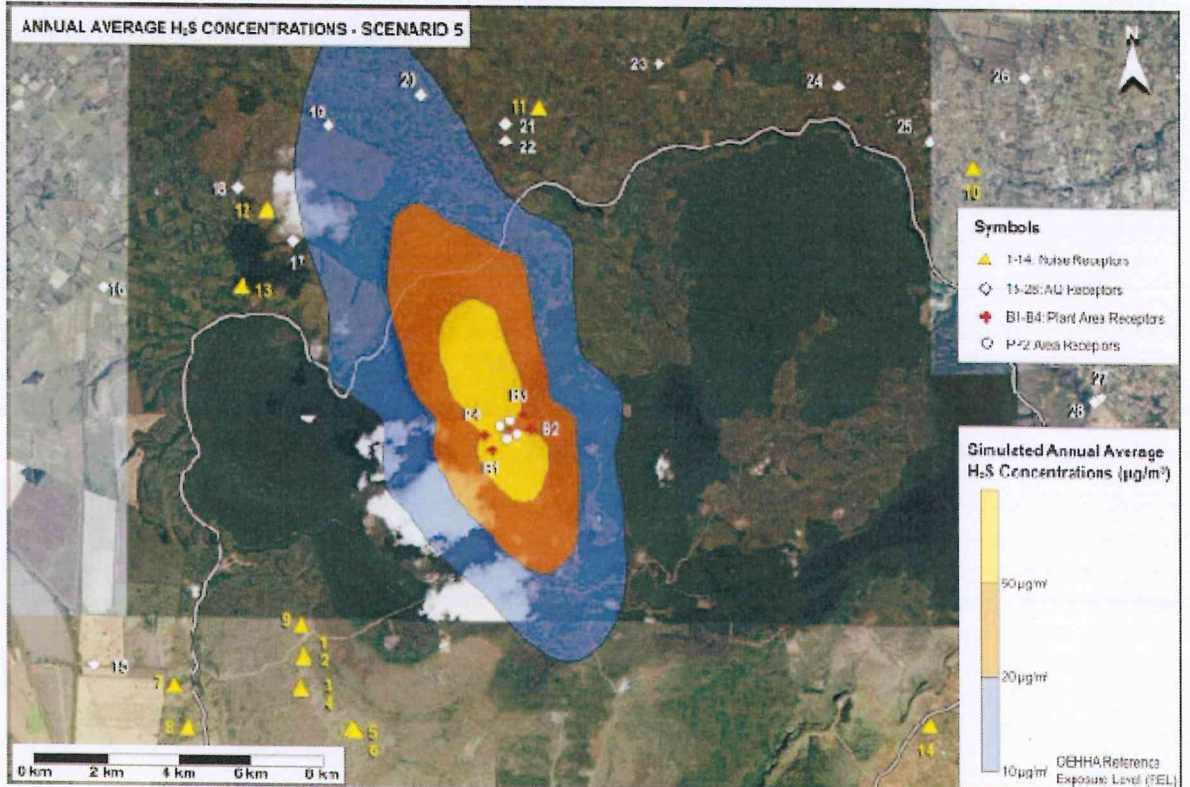 ANNUAL AVERAGE H₂S CONCENTRATIONS - SCENARIO 5
N
23
24
26
20
11
19
21
22
25
10
18
12
17
13
16
Symbols
1-14: Noise Receptors
15-28: AQ Receptors
B1-B4: Plant Area Receptors
PP2 Area Receptors
27
28
B3
B4
B2
B1
Simulated Annual Average
H₂S Concentrations (µg/m³)
50 µg/m³
20 µg/m³
10 µg/m³
OEHHA Reference
Exposure Level (REL)
9
1
2
15
7
3
4
8
5
6
14
0 km 2 km 4 km 6 km 8 km